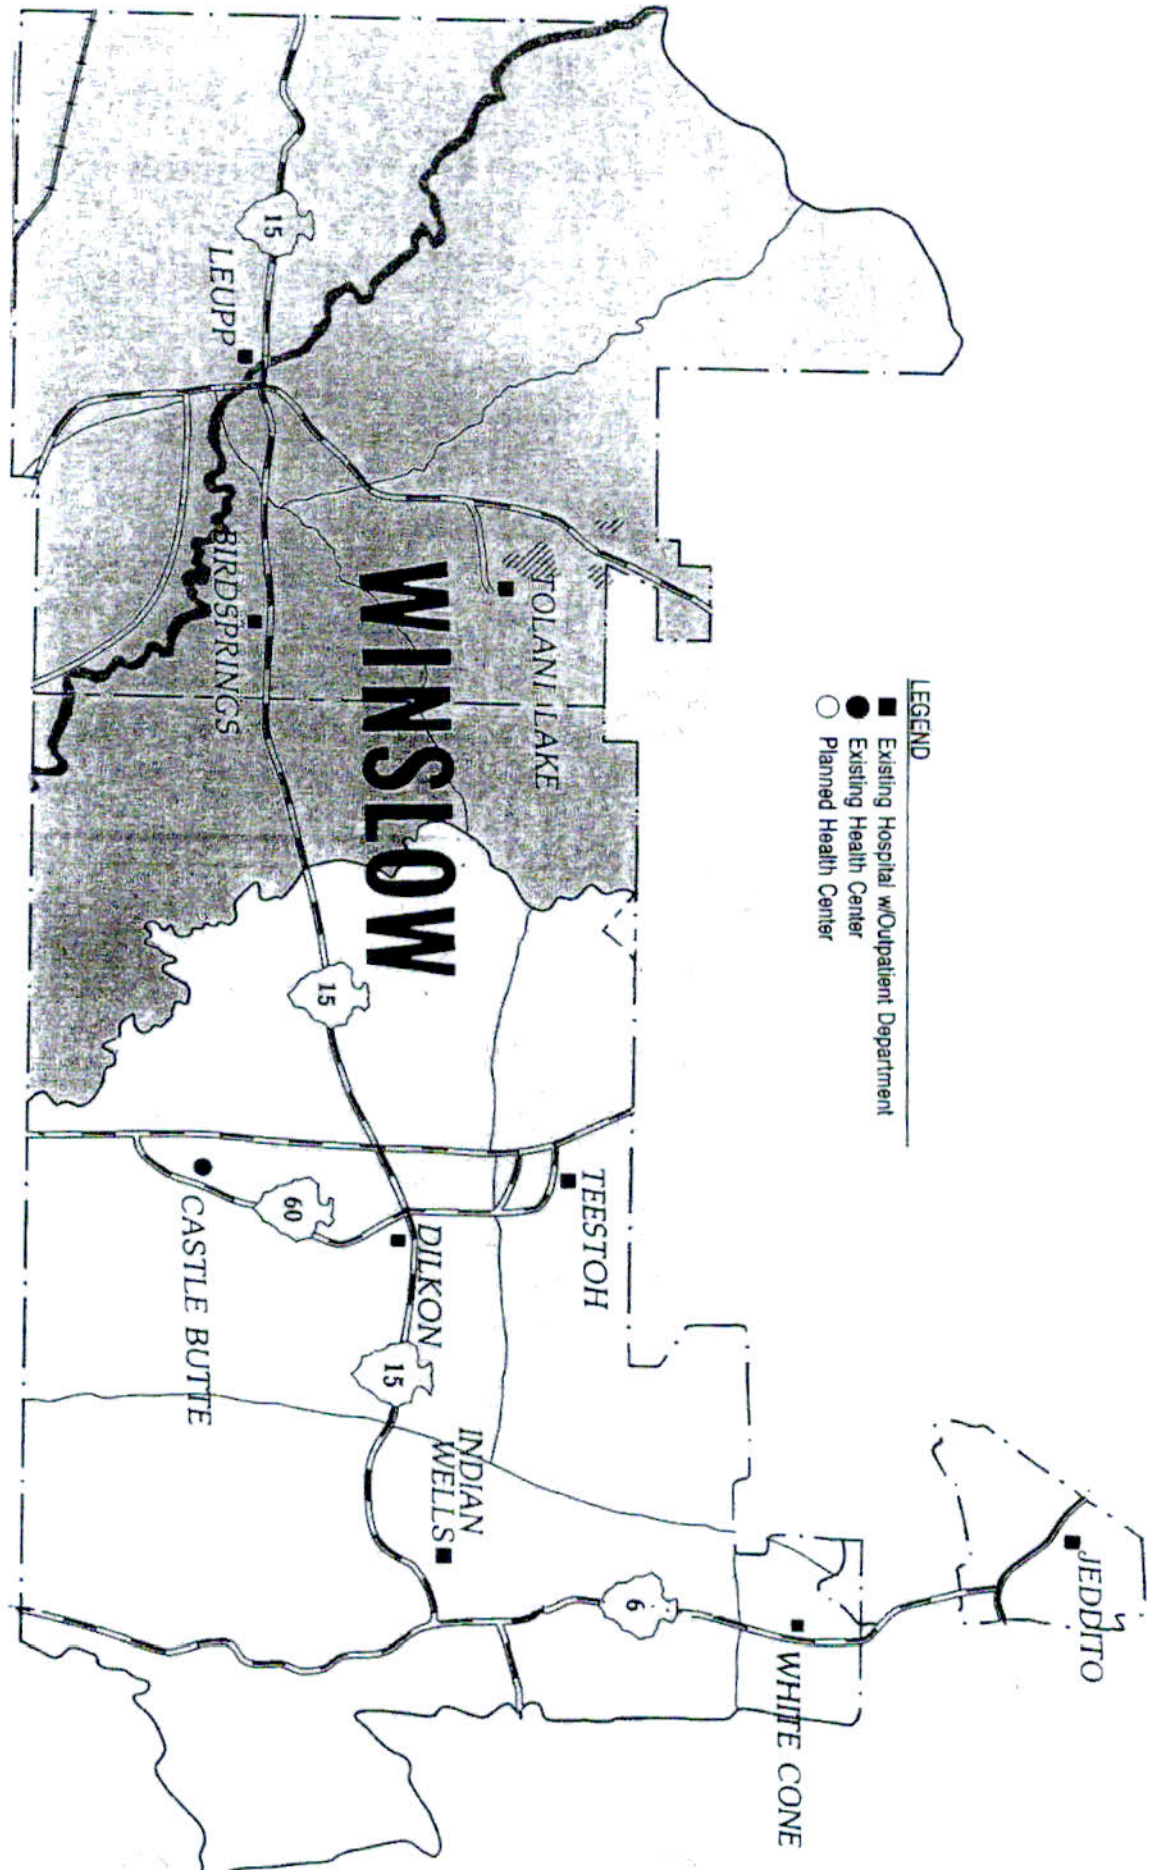 LEGEND
Existing Hospital w/Outpatient Department
Existing Health Center
Planned Health Center
JEDDITO
WHITE CONE
6
INDIAN
WELLS
15
TEESTOH
DILKON
60
CASTLE BUTTE
15
WINSLOW
TOLANI LAKE
BIRDSPRINGS
LEUPP
15